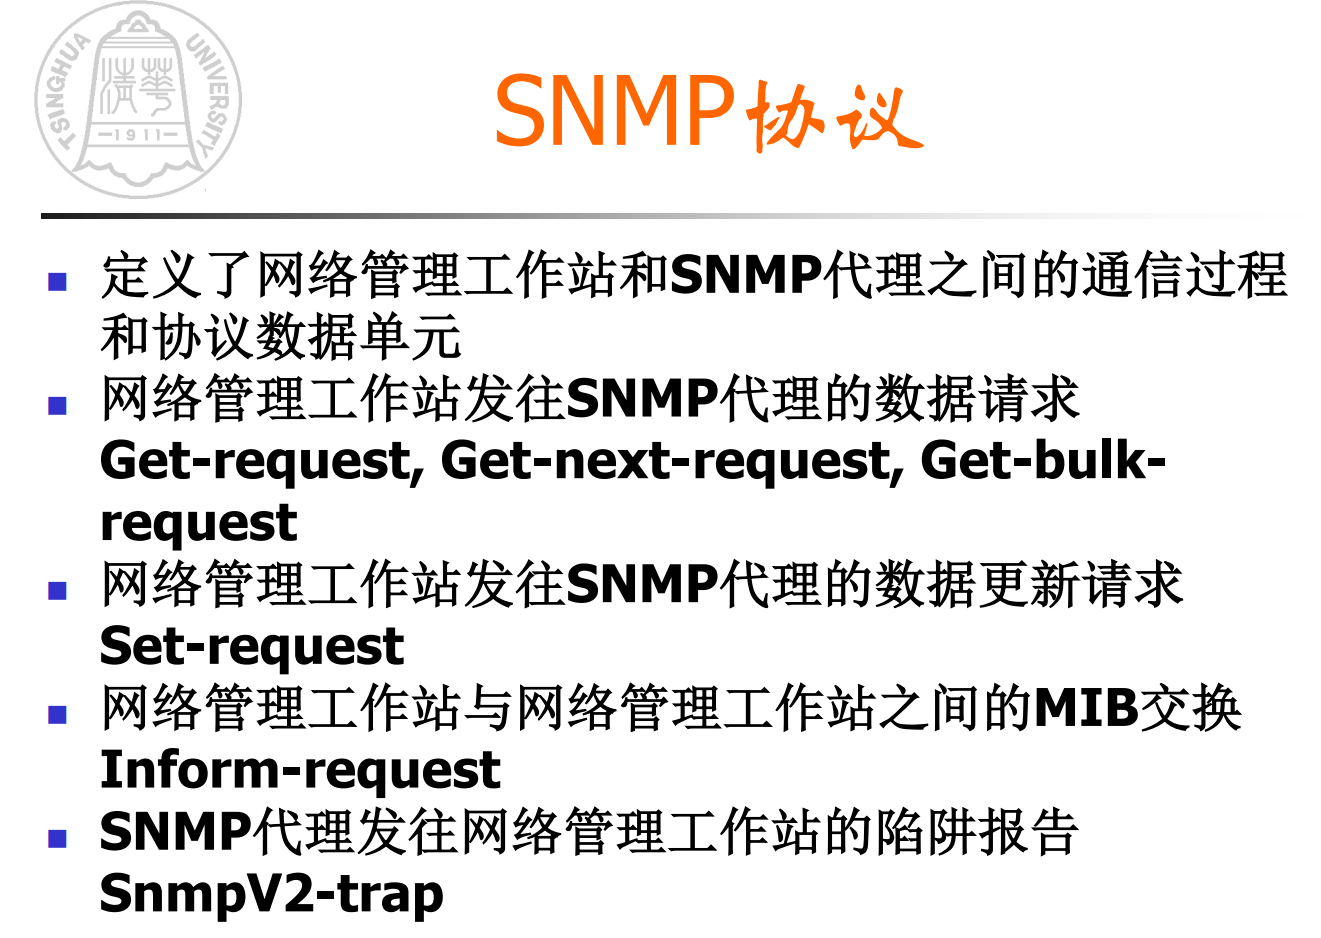 TSINGHUA UNIVERSITY
清華
-1911-
SNMP协议
定义了网络管理工作站和SNMP代理之间的通信过程
和协议数据单元
网络管理工作站发往SNMP代理的数据请求
Get-request, Get-next-request, Get-bulk-
request
网络管理工作站发往SNMP代理的数据更新请求
Set-request
网络管理工作站与网络管理工作站之间的MIB交换
Inform-request
SNMP代理发往网络管理工作站的陷阱报告
SnmpV2-trap